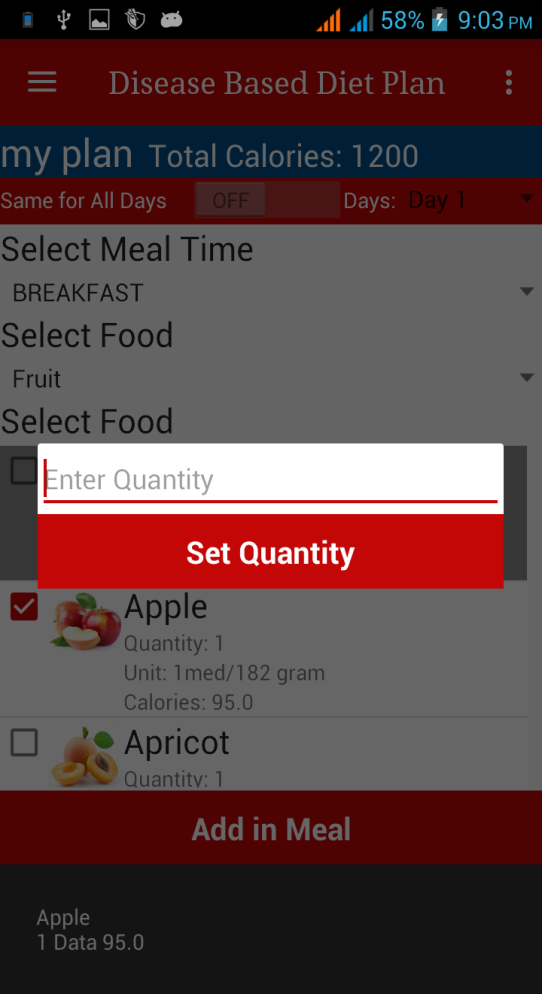 58% 9:03 PM
Disease Based Diet Plan
my plan Total Calories: 1200
Same for All Days OFF Days: Day 1
Select Meal Time
BREAKFAST
Select Food
Fruit
Select Food
Enter Quantity
Set Quantity
Apple
Quantity: 1
Unit: 1med/182 gram
Calories: 95.0
Apricot
Quantity: 1
Add in Meal
Apple
1 Data 95.0